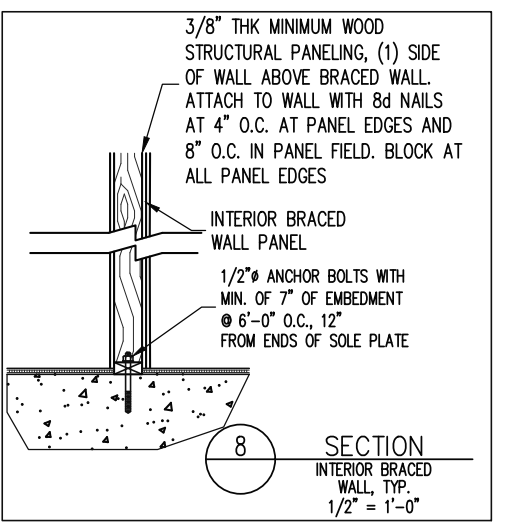 3/8" THK MINIMUM WOOD
STRUCTURAL PANELING, (1) SIDE
OF WALL ABOVE BRACED WALL.
ATTACH TO WALL WITH 8d NAILS
AT 4" O.C. AT PANEL EDGES AND
8" O.C. IN PANEL FIELD. BLOCK AT
ALL PANEL EDGES
INTERIOR BRACED
WALL PANEL
1/2"ø ANCHOR BOLTS WITH
MIN. OF 7" OF EMBEDMENT
@ 6'-0" O.C., 12"
FROM ENDS OF SOLE PLATE
8
SECTION
INTERIOR BRACED
WALL, TYP.
1/2" = 1'-0"